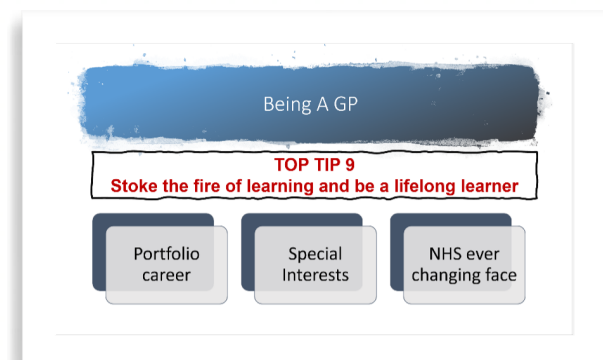 Being A GP
TOP TIP 9
Stoke the fire of learning and be a lifelong learner
Portfolio
career
Special
Interests
NHS ever
changing face